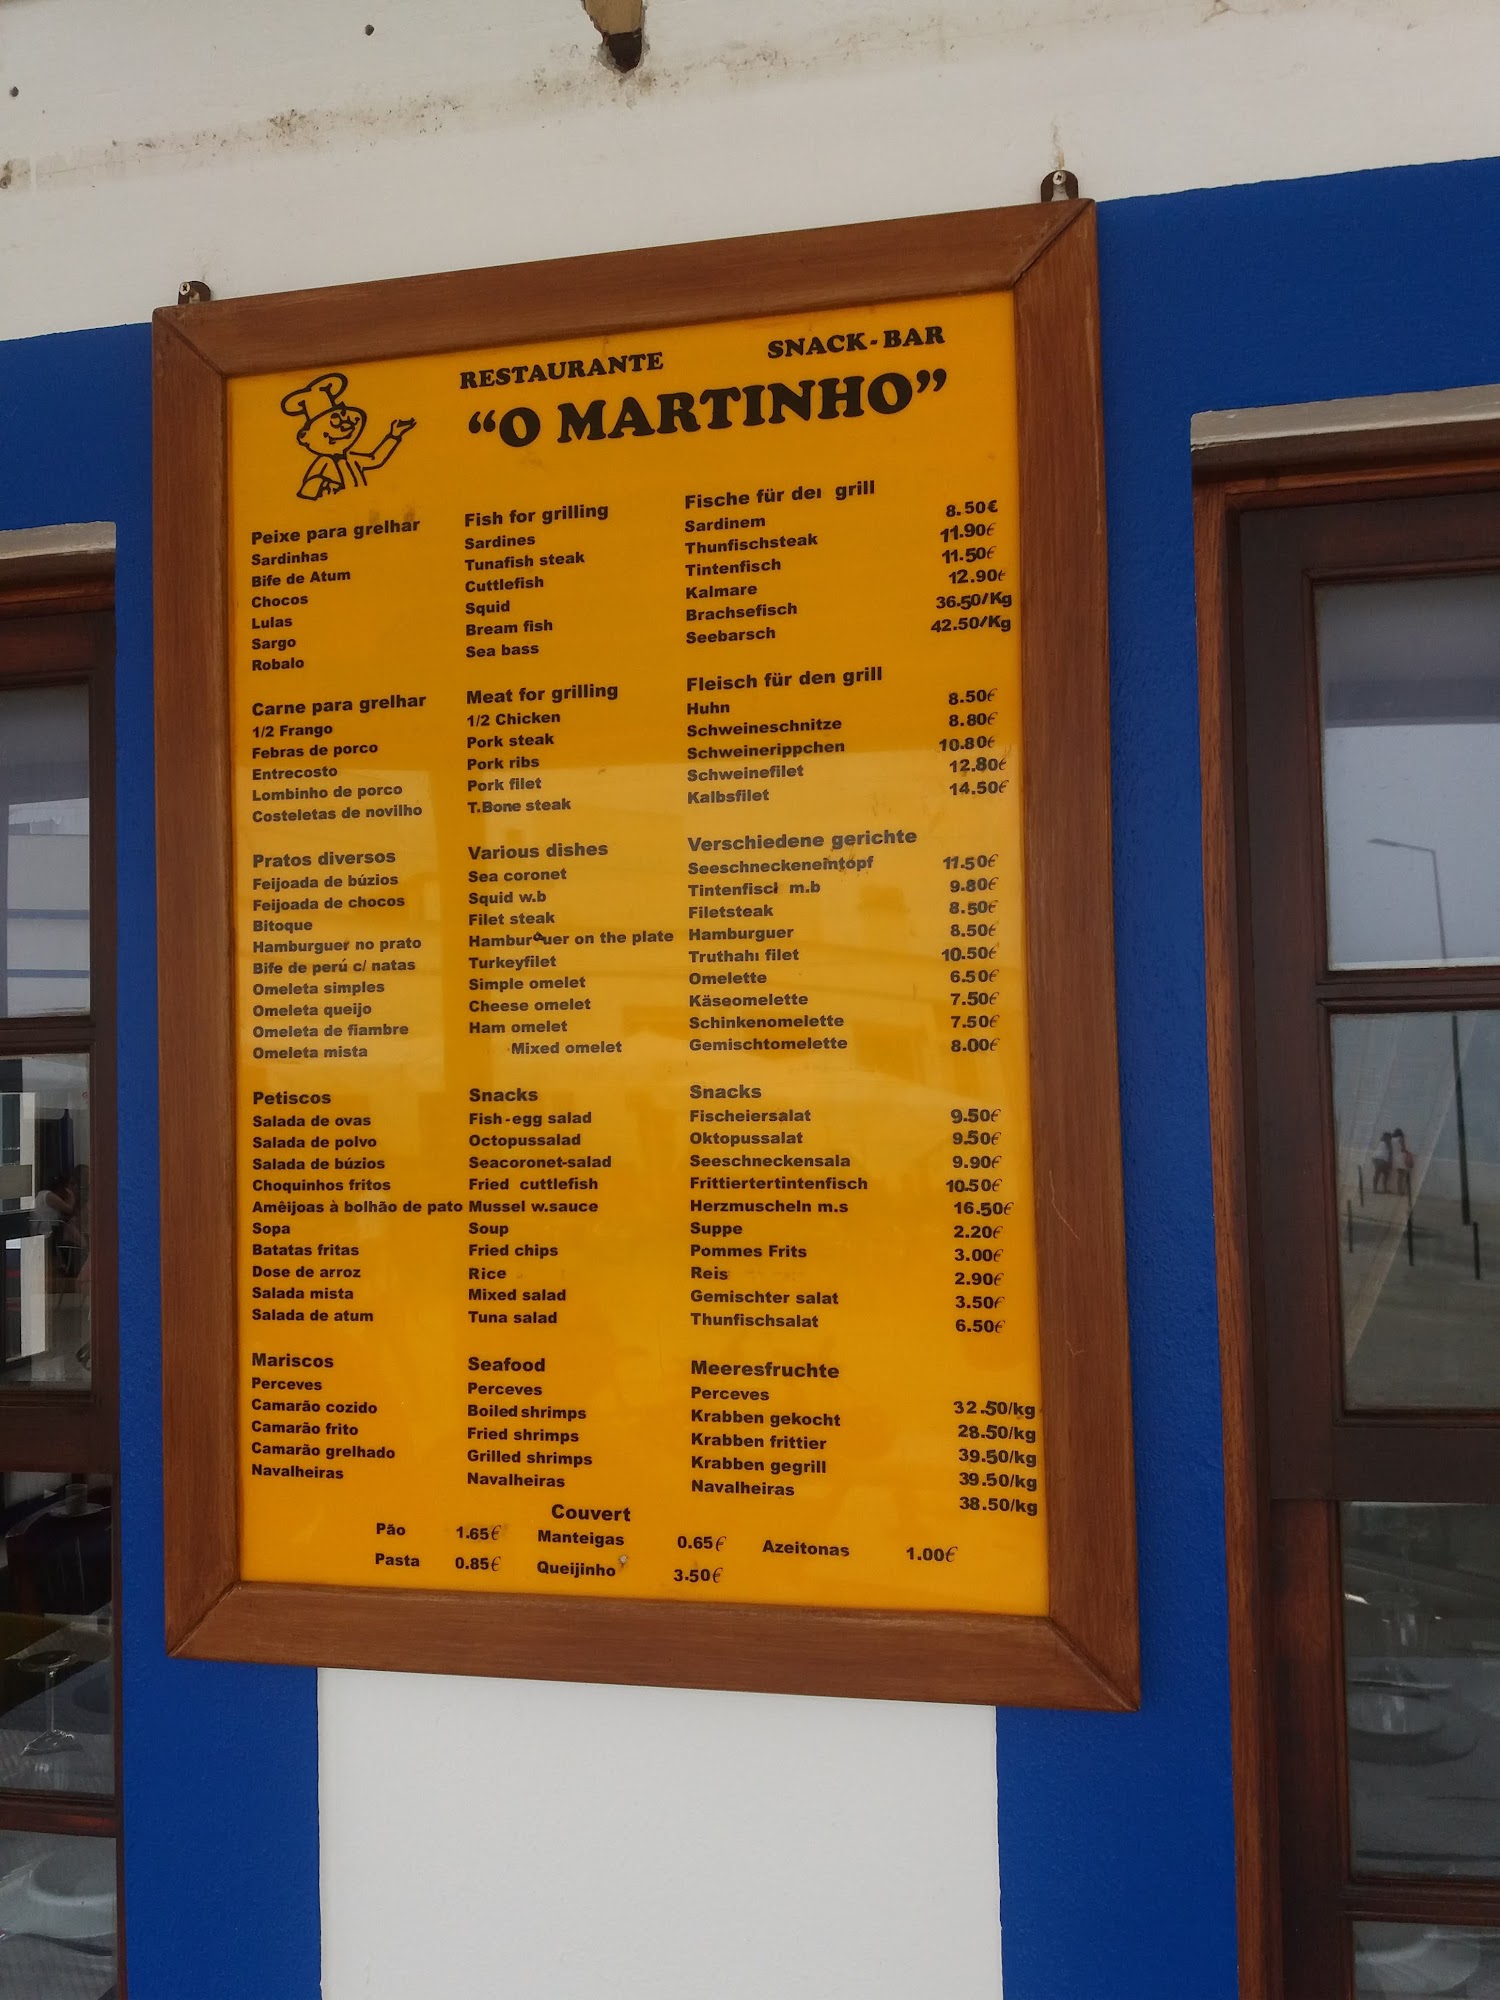 RESTAURANTE SNACK-BAR
"O MARTINHO"
Peixe para grelhar Fish for grilling Fische für der grill
Sardinhas Sardines Sardinem 8.50€
Bife de Atum Tunafish steak Thunfischsteak 11.90€
Chocos Cuttlefish Tintenfisch 11.50€
Lulas Squid Kalmare 12.90€
Sargo Bream fish Brachsefisch 36.50/Kg
Robalo Sea bass Seebarsch 42.50/Kg
Carne para grelhar Meat for grilling Fleisch für den grill
1/2 Frango 1/2 Chicken Huhn 8.50€
Febras de porco Pork steak Schweineschnitze 8.80€
Entrecosto Pork ribs Schweinerippchen 10.80€
Lombinho de porco Pork filet Schweinefilet 12.80€
Costeletas de novilho T.Bone steak Kalbsfilet 14.50€
Pratos diversos Various dishes Verschiedene gerichte
Feijoada de búzios Sea coronet Seeschneckeneintopf 11.50€
Feijoada de chocos Squid w.b Tintenfisch m.b 9.80€
Bitoque Filet steak Filetsteak 8.50€
Hamburguer no prato Hamburguer on the plate Hamburguer 8.50€
Bife de perú c/ natas Turkeyfilet Truthahn filet 10.50€
Omeleta simples Simple omelet Omelette 6.50€
Omeleta queijo Cheese omelet Käseomelette 7.50€
Omeleta de fiambre Ham omelet Schinkenomelette 7.50€
Omeleta mista Mixed omelet Gemischtomelette 8.00€
Petiscos Snacks Snacks
Salada de ovas Fish-egg salad Fischeiersalat 9.50€
Salada de polvo Octopussalad Oktopussalat 9.50€
Salada de búzios Seacoronet-salad Seeschneckensala 9.90€
Choquinhos fritos Fried cuttlefish Frittiertertintenfisch 10.50€
Amêijoas à bolhão de pato Mussel w.sauce Herzmuscheln m.s 16.50€
Sopa Soup Suppe 2.20€
Batatas fritas Fried chips Pommes Frits 3.00€
Dose de arroz Rice Reis 2.90€
Salada mista Mixed salad Gemischter salat 3.50€
Salada de atum Tuna salad Thunfischsalat 6.50€
Mariscos Seafood Meeresfruchte
Perceves Perceves Perceves 32.50/kg
Camarão cozido Boiled shrimps Krabben gekocht 28.50/kg
Camarão frito Fried shrimps Krabben frittier 39.50/kg
Camarão grelhado Grilled shrimps Krabben gegrill 39.50/kg
Navalheiras Navalheiras Navalheiras 38.50/kg
Couvert
Pão 1.65€ Manteigas 0.65€ Azeitonas 1.00€
Pasta 0.85€ Queijinho 3.50€